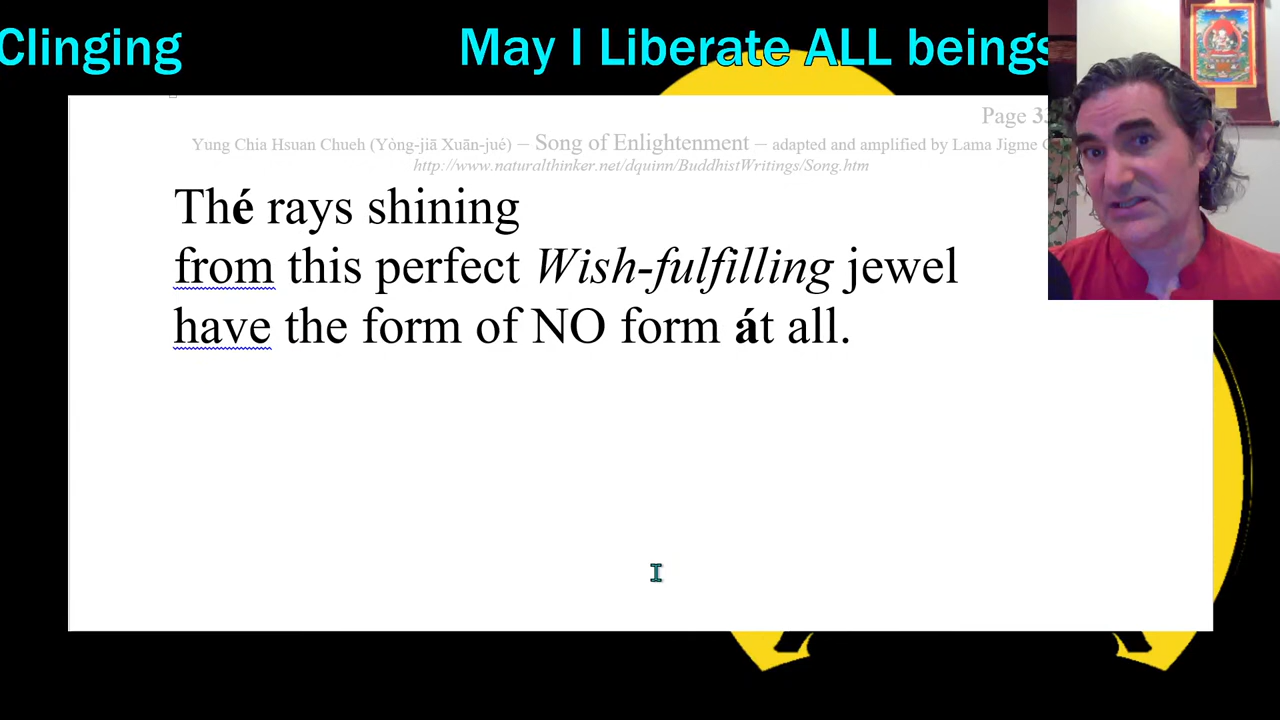 Clinging May I Liberate ALL beings
Page 33
Yung Chia Hsuan Chueh (Yòng-jiā Xuān-jué) – Song of Enlightenment – adapted and amplified by Lama Jigme
http://www.naturalthinker.net/dquinn/BuddhistWritings/Song.htm
Thé rays shining
from this perfect Wish-fulfilling jewel
have the form of NO form át all.